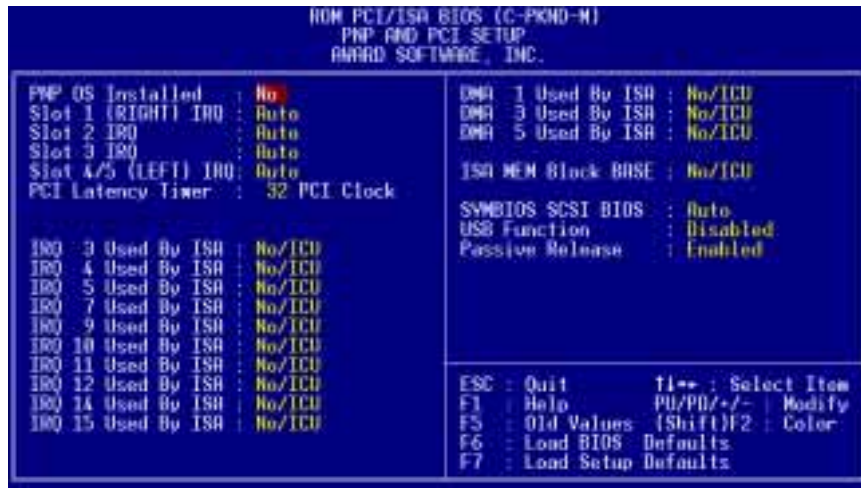 ROM PCI/ISA BIOS (C-PKND-M)
PNP AND PCI SETUP
AWARD SOFTWARE, INC.
PNP OS Installed : No
Slot 1 (RIGHT) IRQ : Auto
Slot 2 IRQ : Auto
Slot 3 IRQ : Auto
Slot 4/5 (LEFT) IRQ: Auto
PCI Latency Timer : 32 PCI Clock
IRQ 3 Used By ISA : No/ICU
IRQ 4 Used By ISA : No/ICU
IRQ 5 Used By ISA : No/ICU
IRQ 7 Used By ISA : No/ICU
IRQ 9 Used By ISA : No/ICU
IRQ 10 Used By ISA : No/ICU
IRQ 11 Used By ISA : No/ICU
IRQ 12 Used By ISA : No/ICU
IRQ 14 Used By ISA : No/ICU
IRQ 15 Used By ISA : No/ICU
DMA 1 Used By ISA : No/ICU
DMA 3 Used By ISA : No/ICU
DMA 5 Used By ISA : No/ICU
ISA MEM Block BASE : No/ICU
SYMBIOS SCSI BIOS : Auto
USB Function : Disabled
Passive Release : Enabled
ESC : Quit ↑↓→← : Select Item
F1 : Help PU/PD/+/- : Modify
F5 : Old Values (Shift)F2 : Color
F6 : Load BIOS Defaults
F7 : Load Setup Defaults